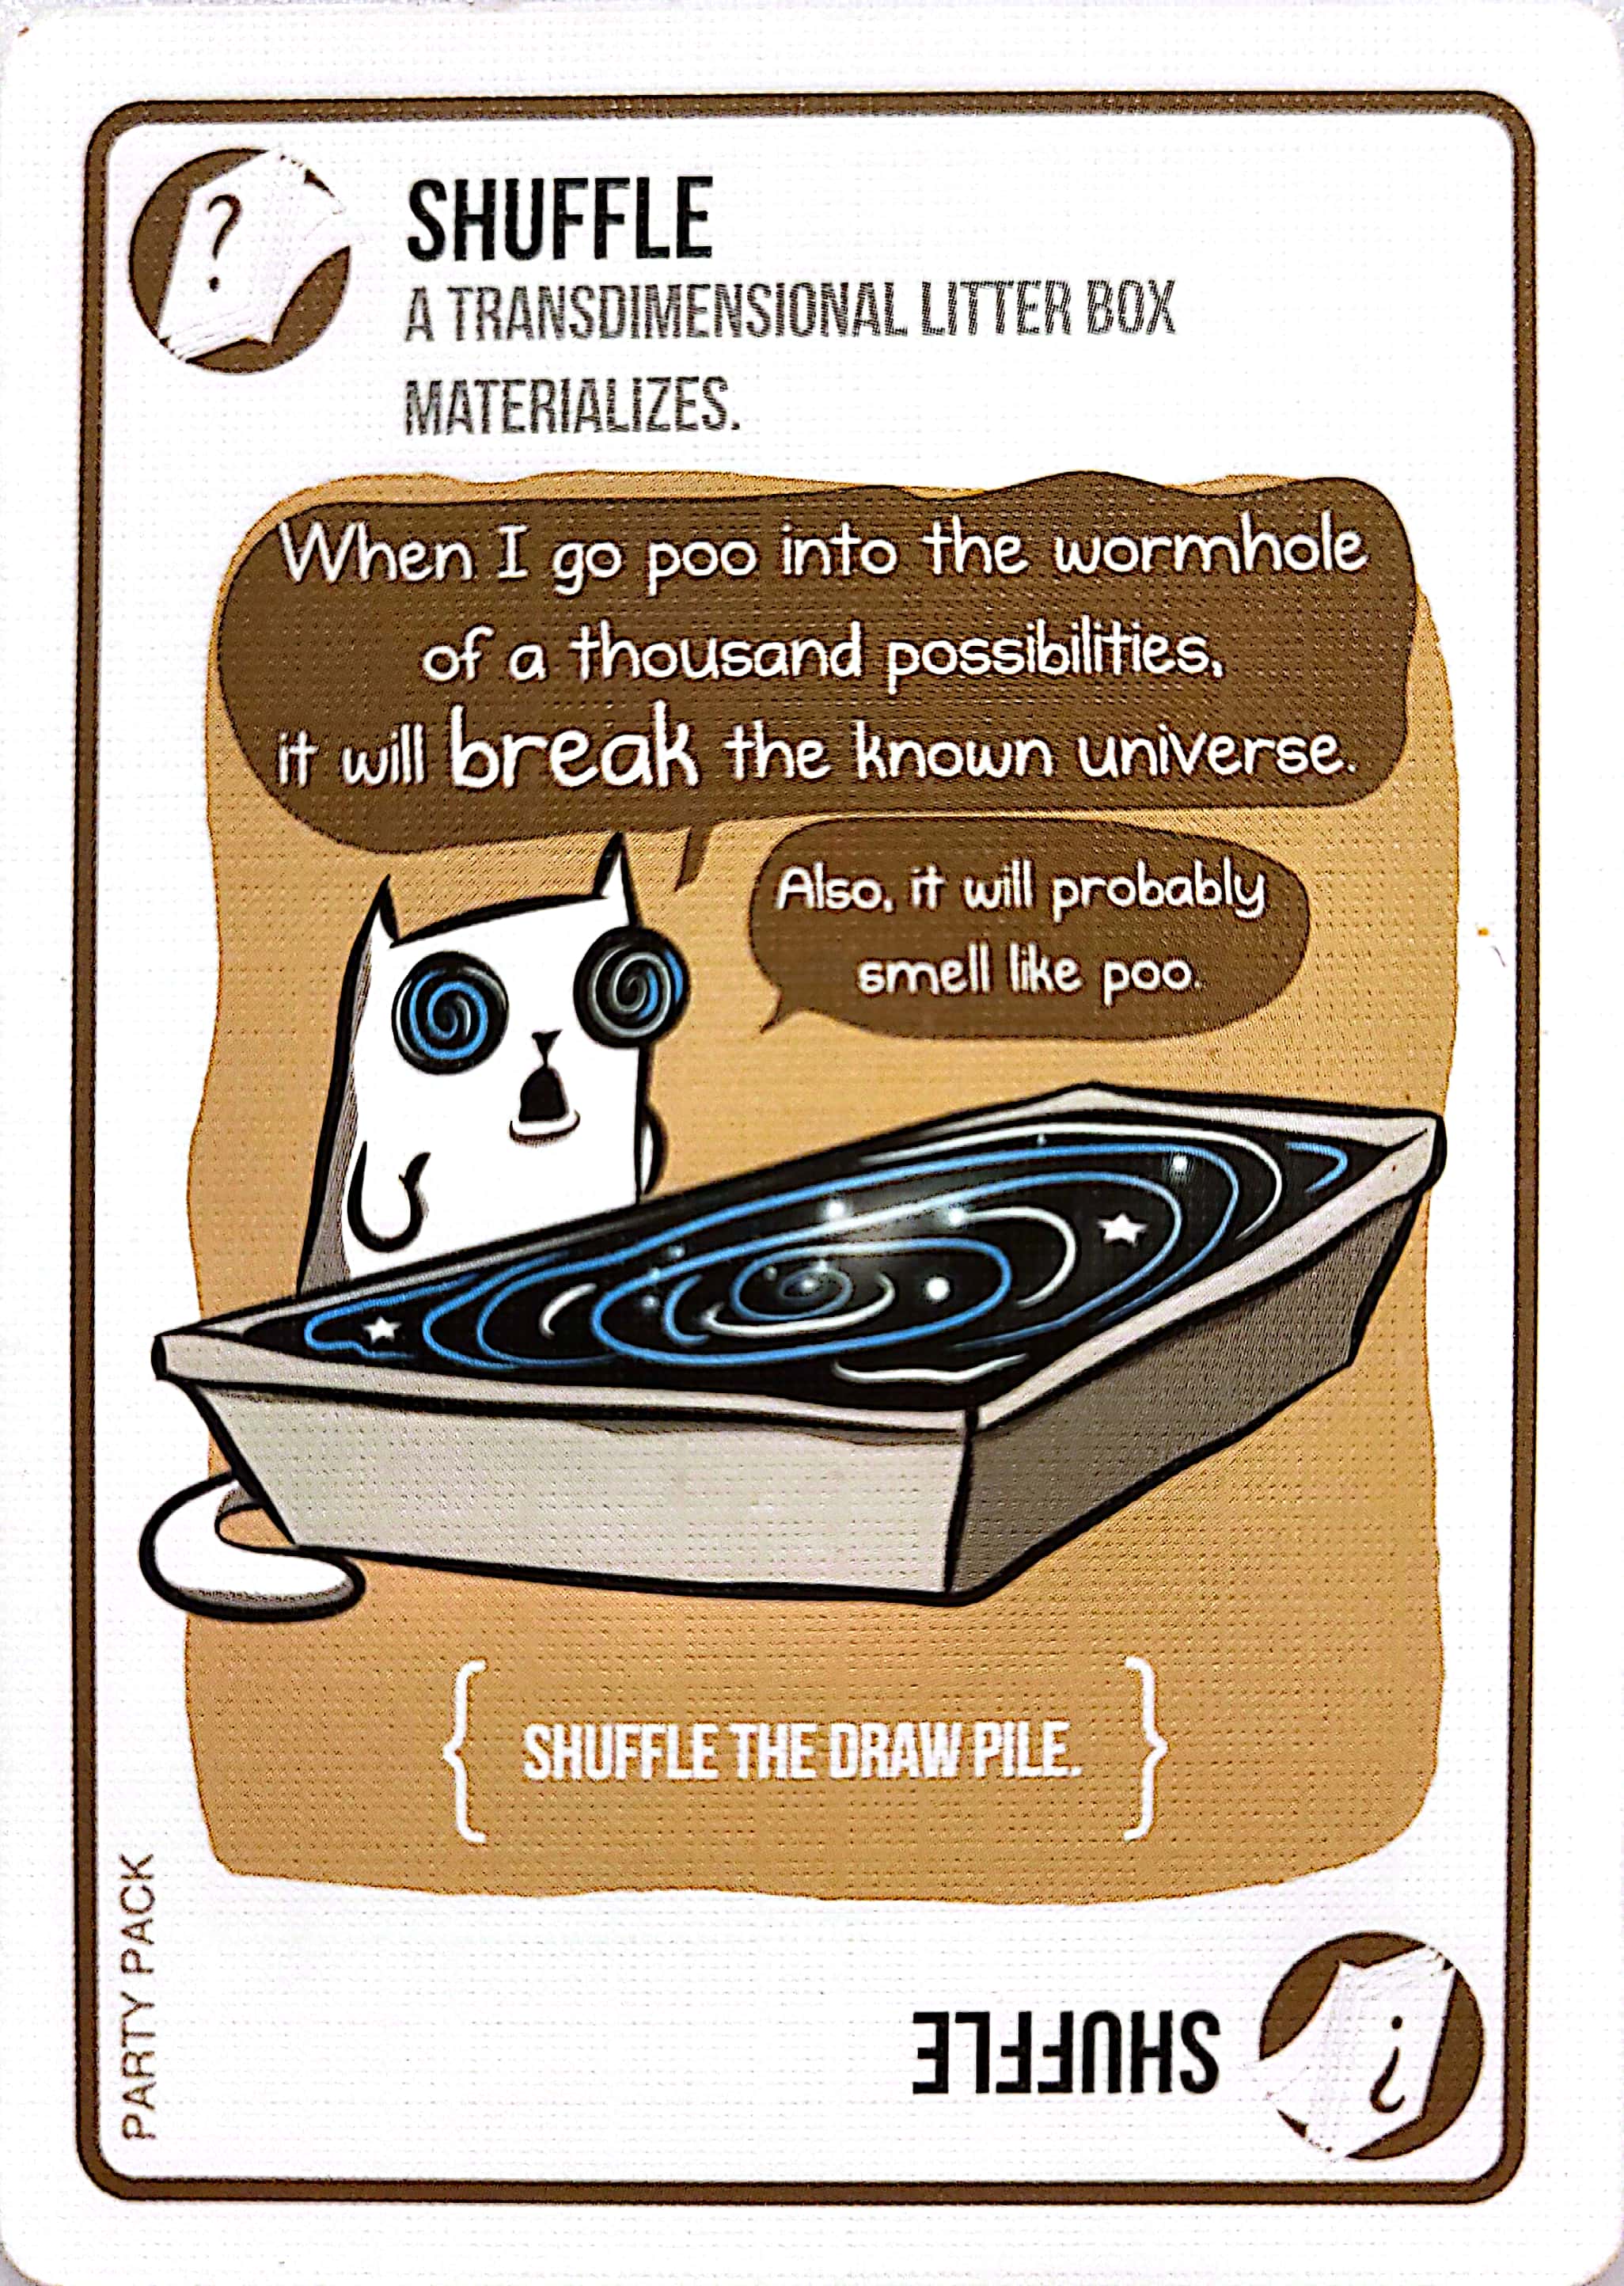 ?
SHUFFLE
A TRANSDIMENSIONAL LITTER BOX
MATERIALIZES.
When I go poo into the wormhole
of a thousand possibilities,
it will break the known universe.
Also, it will probably
smell like poo.
SHUFFLE THE DRAW PILE.
PARTY PACK
SHUFFLE
?